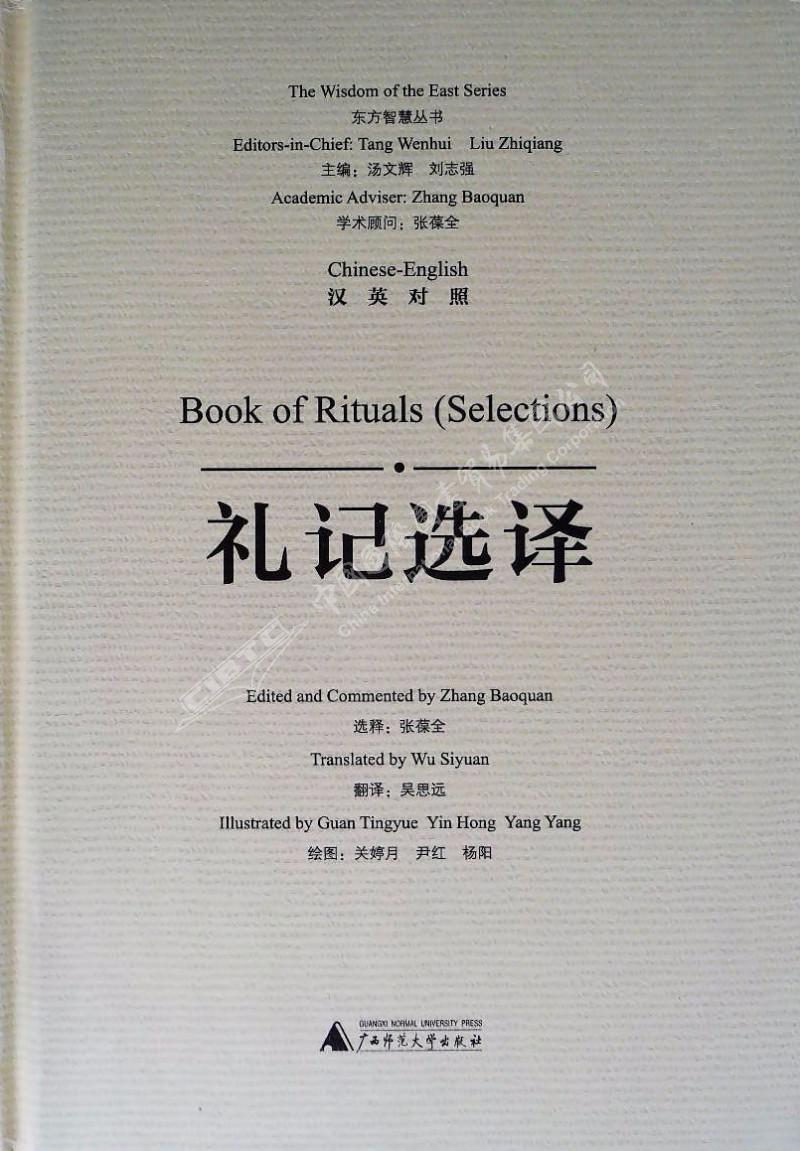 The Wisdom of the East Series
东方智慧丛书
Editors-in-Chief: Tang Wenhui Liu Zhiqiang
主编：汤文辉 刘志强
Academic Adviser: Zhang Baoquan
学术顾问：张葆全
Chinese-English
汉英对照
Book of Rituals (Selections)
礼记选译
CIBTC
Edited and Commented by Zhang Baoquan
选释：张葆全
Translated by Wu Siyuan
翻译：吴思远
Illustrated by Guan Tingyue Yin Hong Yang Yang
绘图：关婷月 尹红 杨阳
GUANGXI NORMAL UNIVERSITY PRESS
广西师范大学出版社